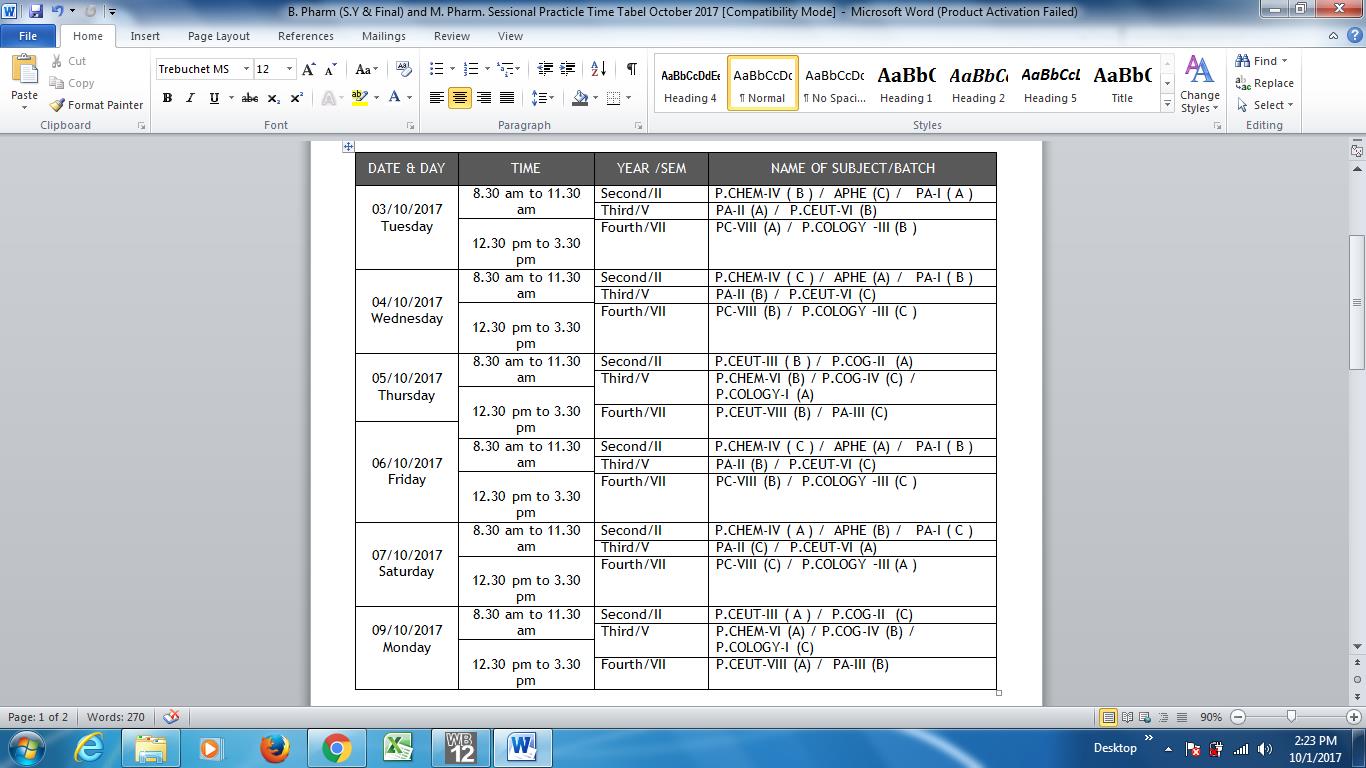 B. Pharm (S.Y & Final) and M. Pharm. Sessional Practicle Time Tabel October 2017 [Compatibility Mode] - Microsoft Word (Product Activation Failed)
File Home Insert Page Layout References Mailings Review View
Paste
Cut
Copy
Format Painter
Clipboard
Trebuchet MS 12
Font
Paragraph
AaBbCcDdEe AaBbCcDc AaBbCcDc AaBb( AaBbC AaBbCcL AaBb(
Heading 4 ¶ Normal ¶ No Spaci... Heading 1 Heading 2 Heading 5 Title
Styles
Change
Styles
Find
Replace
Select
Editing
DATE & DAY TIME YEAR /SEM NAME OF SUBJECT/BATCH
03/10/2017
Tuesday
8.30 am to 11.30
am
12.30 pm to 3.30
pm
Second/II P.CHEM-IV ( B ) / APHE (C) / PA-I ( A )
Third/V PA-II (A) / P.CEUT-VI (B)
Fourth/VII PC-VIII (A) / P.COLOGY -III (B )
04/10/2017
Wednesday
8.30 am to 11.30
am
12.30 pm to 3.30
pm
Second/II P.CHEM-IV ( C ) / APHE (A) / PA-I ( B )
Third/V PA-II (B) / P.CEUT-VI (C)
Fourth/VII PC-VIII (B) / P.COLOGY -III (C )
05/10/2017
Thursday
8.30 am to 11.30
am
12.30 pm to 3.30
pm
Second/II P.CEUT-III ( B ) / P.COG-II (A)
Third/V P.CHEM-VI (B) / P.COG-IV (C) /
P.COLOGY-I (A)
Fourth/VII P.CEUT-VIII (B) / PA-III (C)
06/10/2017
Friday
8.30 am to 11.30
am
12.30 pm to 3.30
pm
Second/II P.CHEM-IV ( C ) / APHE (A) / PA-I ( B )
Third/V PA-II (B) / P.CEUT-VI (C)
Fourth/VII PC-VIII (B) / P.COLOGY -III (C )
07/10/2017
Saturday
8.30 am to 11.30
am
12.30 pm to 3.30
pm
Second/II P.CHEM-IV ( A ) / APHE (B) / PA-I ( C )
Third/V PA-II (C) / P.CEUT-VI (A)
Fourth/VII PC-VIII (C) / P.COLOGY -III (A )
09/10/2017
Monday
8.30 am to 11.30
am
12.30 pm to 3.30
pm
Second/II P.CEUT-III ( A ) / P.COG-II (C)
Third/V P.CHEM-VI (A) / P.COG-IV (B) /
P.COLOGY-I (C)
Fourth/VII P.CEUT-VIII (A) / PA-III (B)
Page: 1 of 2 Words: 270 90%
WB
12
Desktop
2:23 PM
10/1/2017